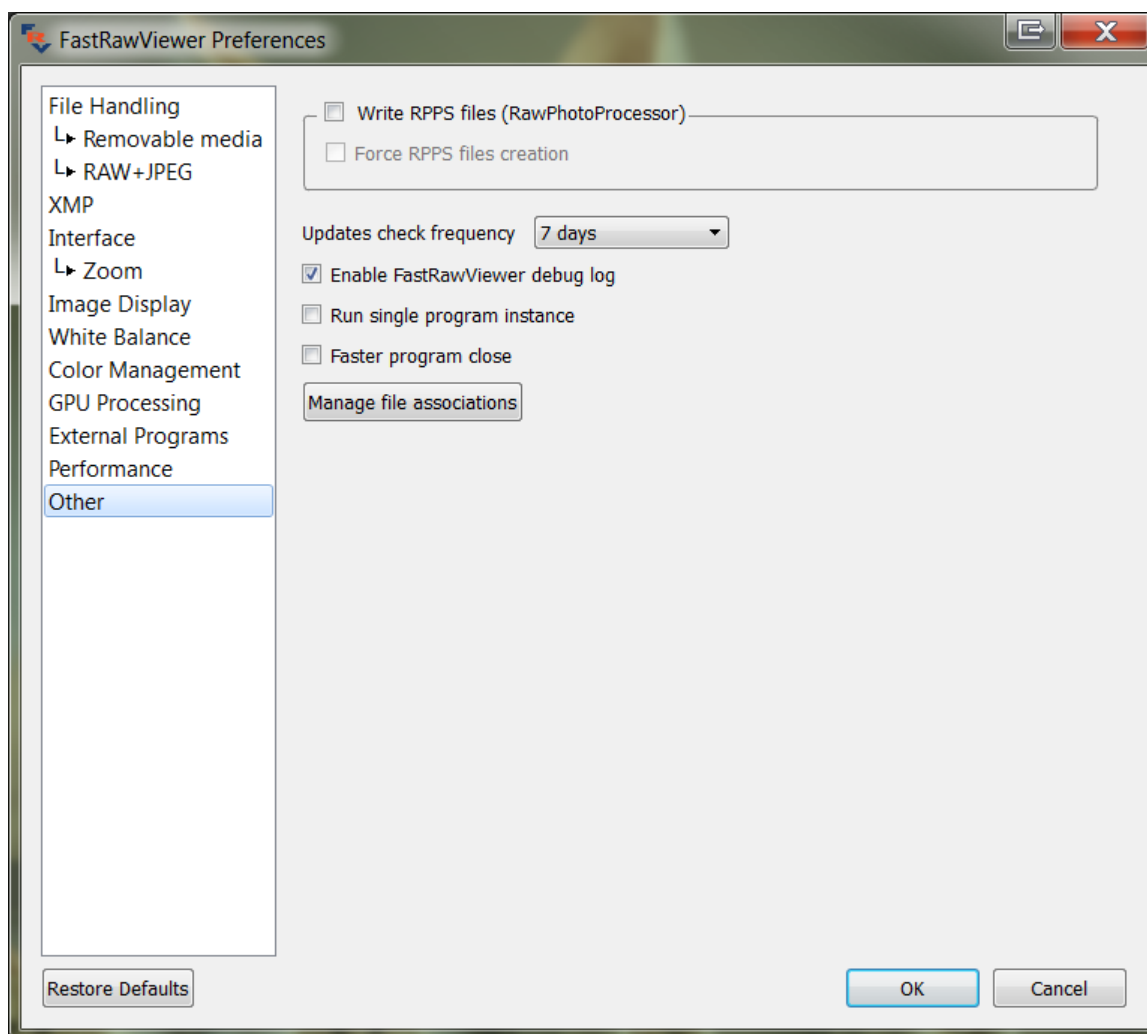 FastRawViewer Preferences
File Handling
Removable media
RAW+JPEG
XMP
Interface
Zoom
Image Display
White Balance
Color Management
GPU Processing
External Programs
Performance
Other
Write RPPS files (RawPhotoProcessor)
Force RPPS files creation
Updates check frequency 7 days
Enable FastRawViewer debug log
Run single program instance
Faster program close
Manage file associations
Restore Defaults
OK
Cancel